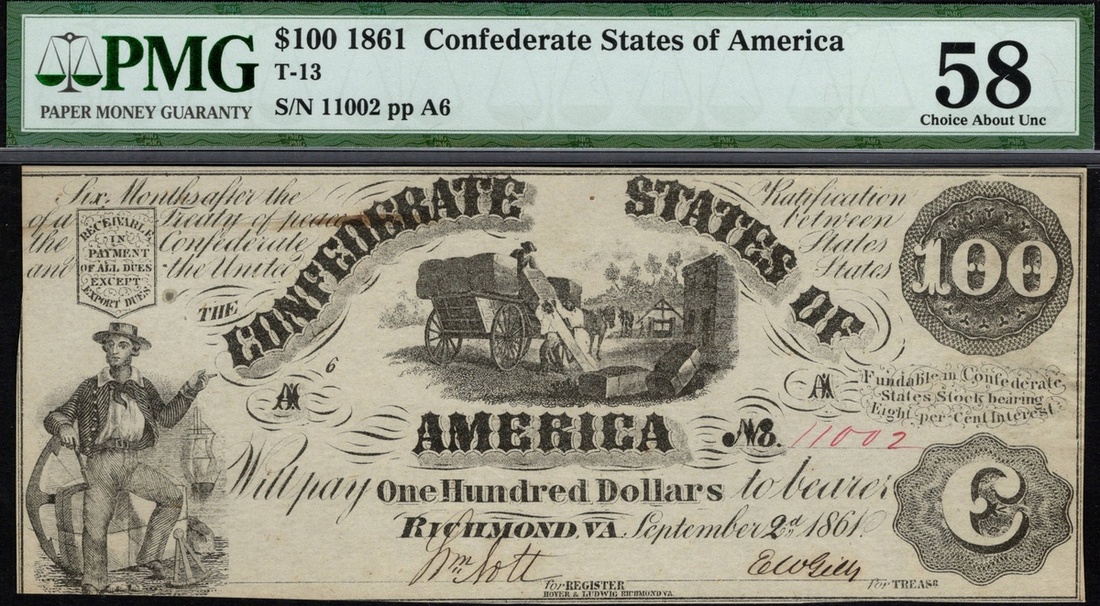 PMG
PAPER MONEY GUARANTY
$100 1861 Confederate States of America
T-13
S/N 11002 pp A6
58
Choice About Unc
Six Months after the
of a Treaty of peace
the Confederate
and the United
Ratification
between
States
States
RECEIVABLE
IN
PAYMENT
OF ALL DUES
EXCEPT
EXPORT DUES
THE
CONFEDERATE STATES OF
AMERICA
100
6
A
A
Fundable in Confederate
States Stock bearing
Eight per Cent Interest
No. 11002
Will pay One Hundred Dollars to bearer
RICHMOND, VA. September 2d 1861
C
for REGISTER
for TREASR
HOYER & LUDWIG RICHMOND VA